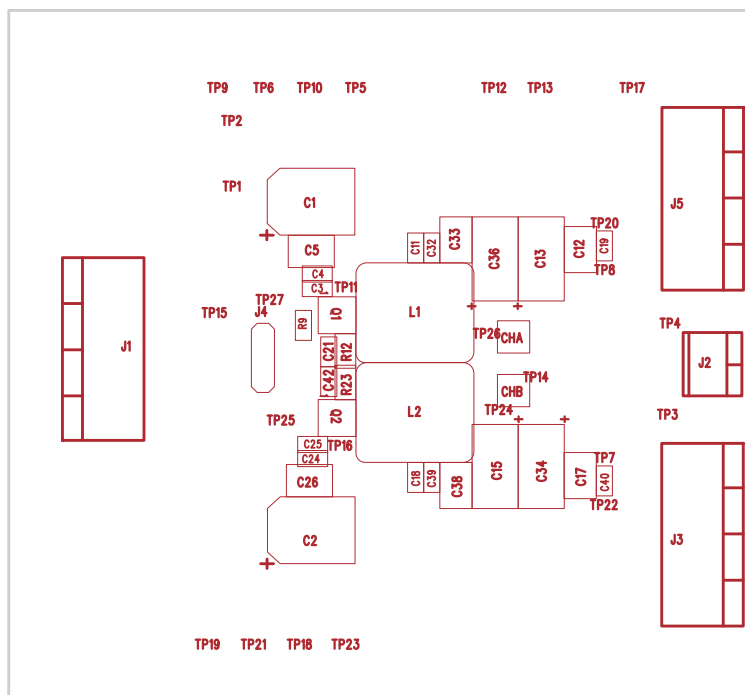 TP9 TP6 TP10 TP5 TP12 TP13 TP17
TP2
TP1
C1
J5
C33
C11
C32
C36
C13
C12
TP20
C19
C5
C4
C3
TP8
TP11
TP27
TP15
J4
R9
Q1
L1
TP26
CHA
TP4
J1
C21
R12
J2
C42
R23
TP14
CHB
TP24
TP3
L2
Q2
TP25
TP16
C25
C24
C26
C18
C39
C38
C15
C34
C17
TP7
C40
TP22
C2
J3
TP19 TP21 TP18 TP23